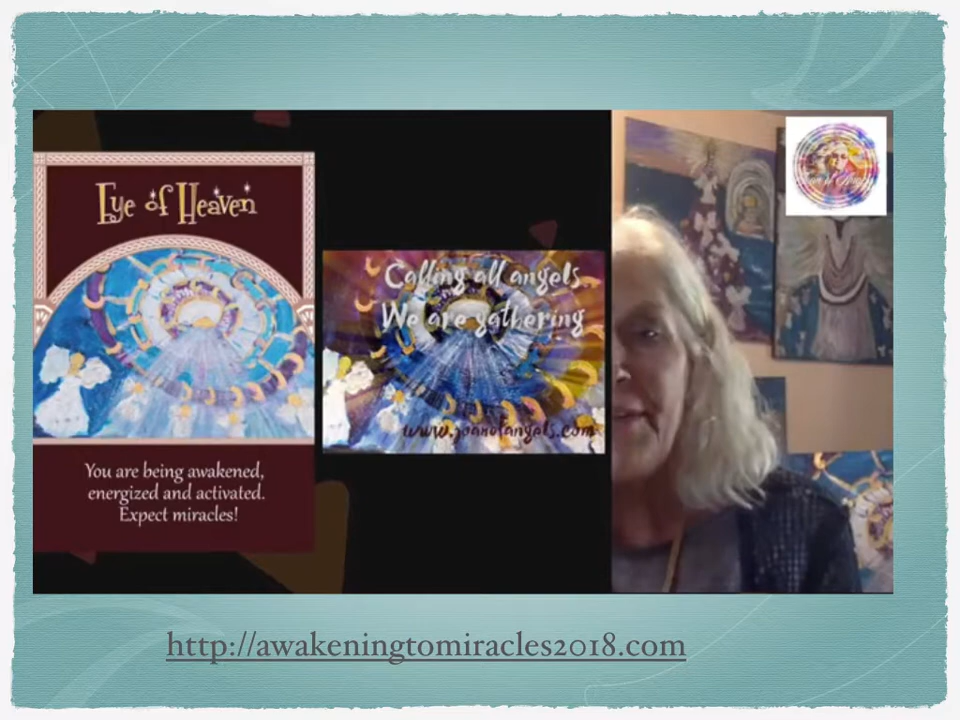 Eye of Heaven
You are being awakened,
energized and activated.
Expect miracles!
Calling all angels
We are gathering
www.joanofangels.com
http://awakeningtomiracles2018.com